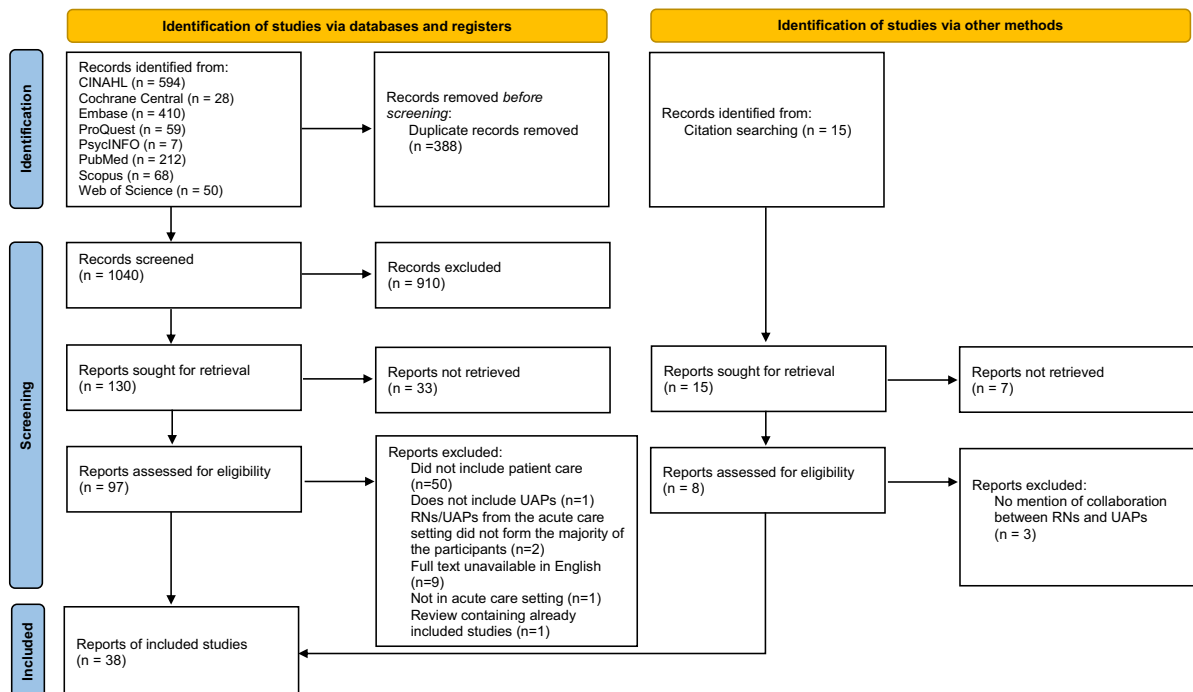 Identification of studies via databases and registers
Identification of studies via other methods
Identification
Records identified from:
CINAHL (n = 594)
Cochrane Central (n = 28)
Embase (n = 410)
ProQuest (n = 59)
PsycINFO (n = 7)
PubMed (n = 212)
Scopus (n = 68)
Web of Science (n = 50)
Records removed before
screening:
Duplicate records removed
(n =388)
Records identified from:
Citation searching (n = 15)
Screening
Records screened
(n = 1040)
Records excluded
(n = 910)
Reports sought for retrieval
(n = 130)
Reports not retrieved
(n = 33)
Reports sought for retrieval
(n = 15)
Reports not retrieved
(n = 7)
Reports assessed for eligibility
(n = 97)
Reports excluded:
Did not include patient care
(n=50)
Does not include UAPs (n=1)
RNs/UAPs from the acute care
setting did not form the majority of
the participants (n=2)
Full text unavailable in English
(n=9)
Not in acute care setting (n=1)
Review containing already
included studies (n=1)
Reports assessed for eligibility
(n = 8)
Reports excluded:
No mention of collaboration
between RNs and UAPs
(n = 3)
Included
Reports of included studies
(n = 38)